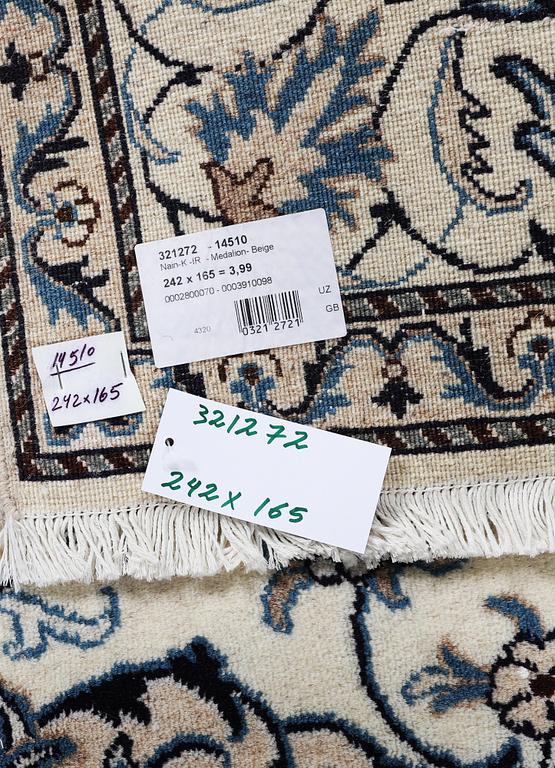 321272 - 14510
Nain-K -IR - Medalion- Beige
242 x 165 = 3,99
0002800070 - 0003910098
UZ
GB
4320
0321 2721
14510
242x165
321272
242 x 165